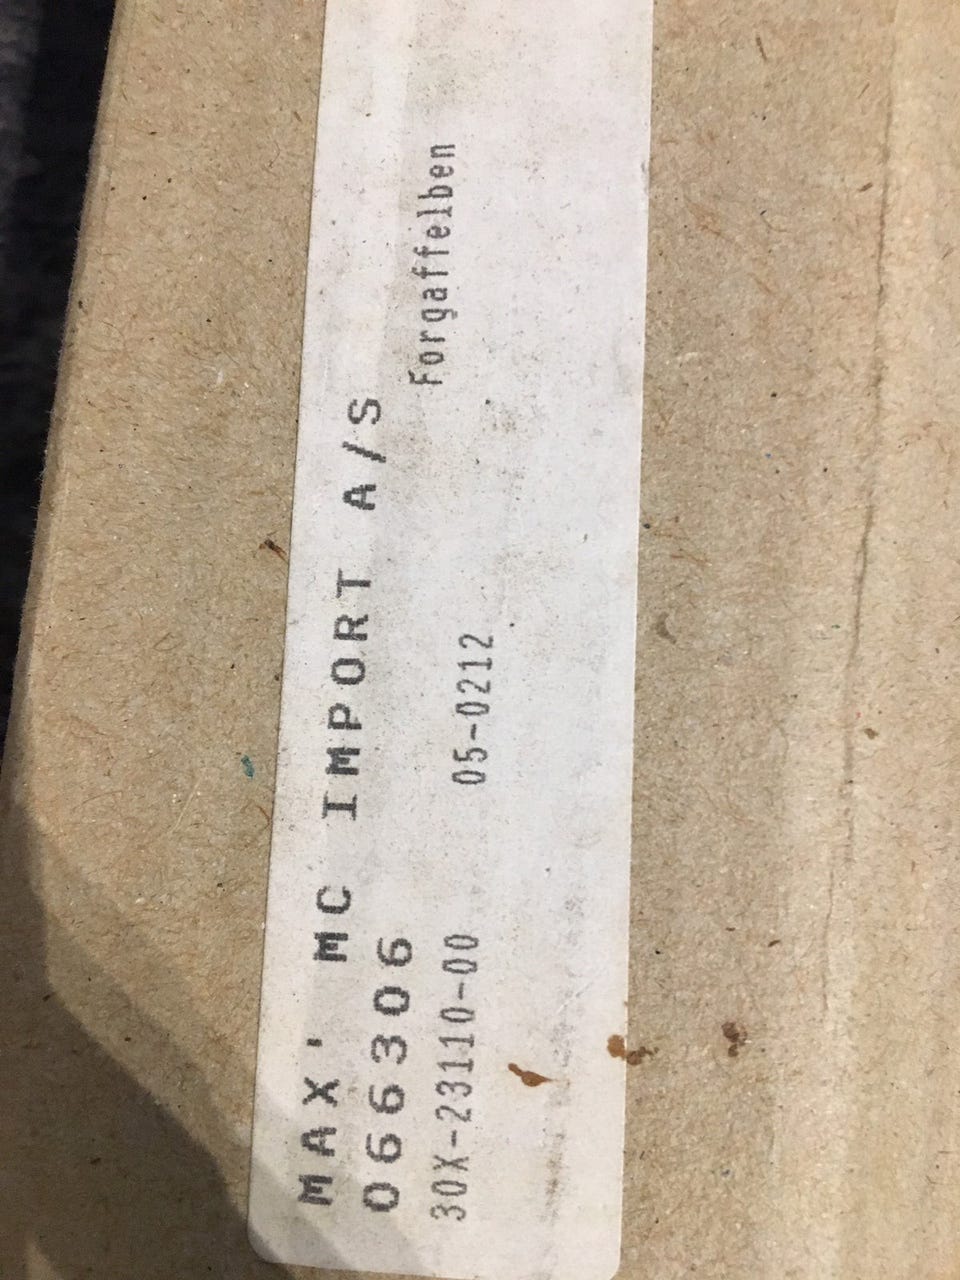 MAX' MC IMPORT A/S
066306 Forgaffelben
30X-23110-00 05-0212